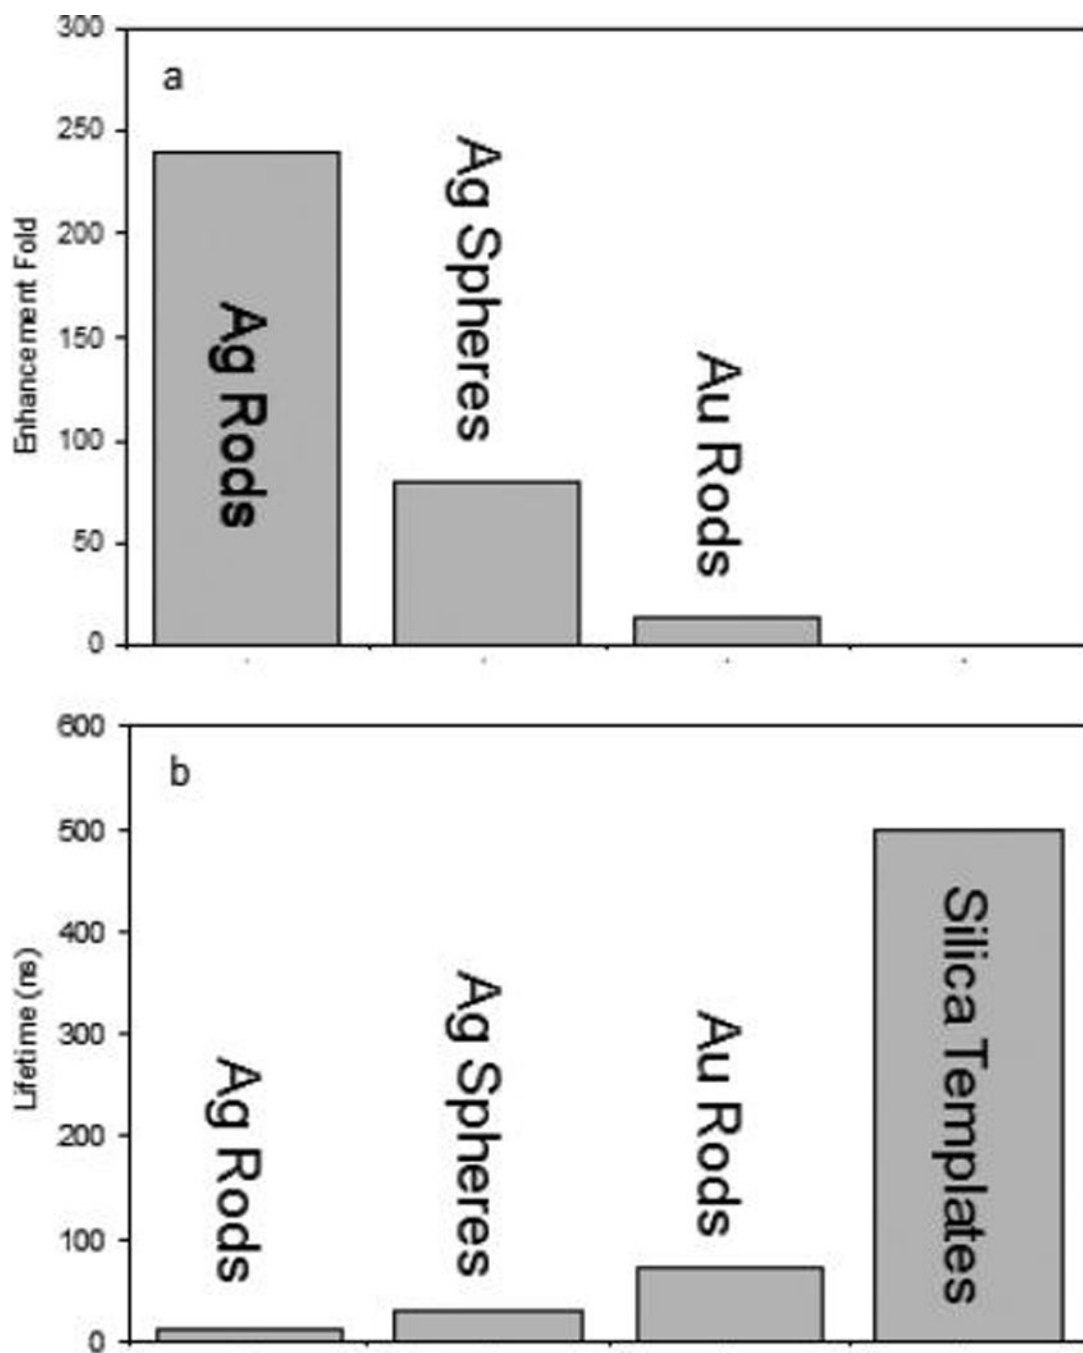 300
a
250
200
150
100
50
0
Enhancement Fold
Ag Rods
Ag Spheres
Au Rods
600
b
500
400
300
200
100
0
Lifetime (ns)
Ag Rods
Ag Spheres
Au Rods
Silica Templates